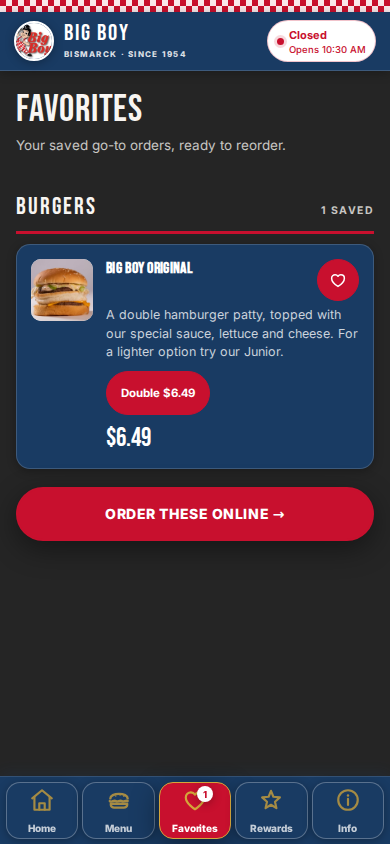 Big Boy
BIG BOY
BISMARCK · SINCE 1954
Closed
Opens 10:30 AM
FAVORITES
Your saved go-to orders, ready to reorder.
BURGERS
1 SAVED
BIG BOY ORIGINAL
A double hamburger patty, topped with
our special sauce, lettuce and cheese. For
a lighter option try our Junior.
Double $6.49
$6.49
ORDER THESE ONLINE →
1
Home
Menu
Favorites
Rewards
Info